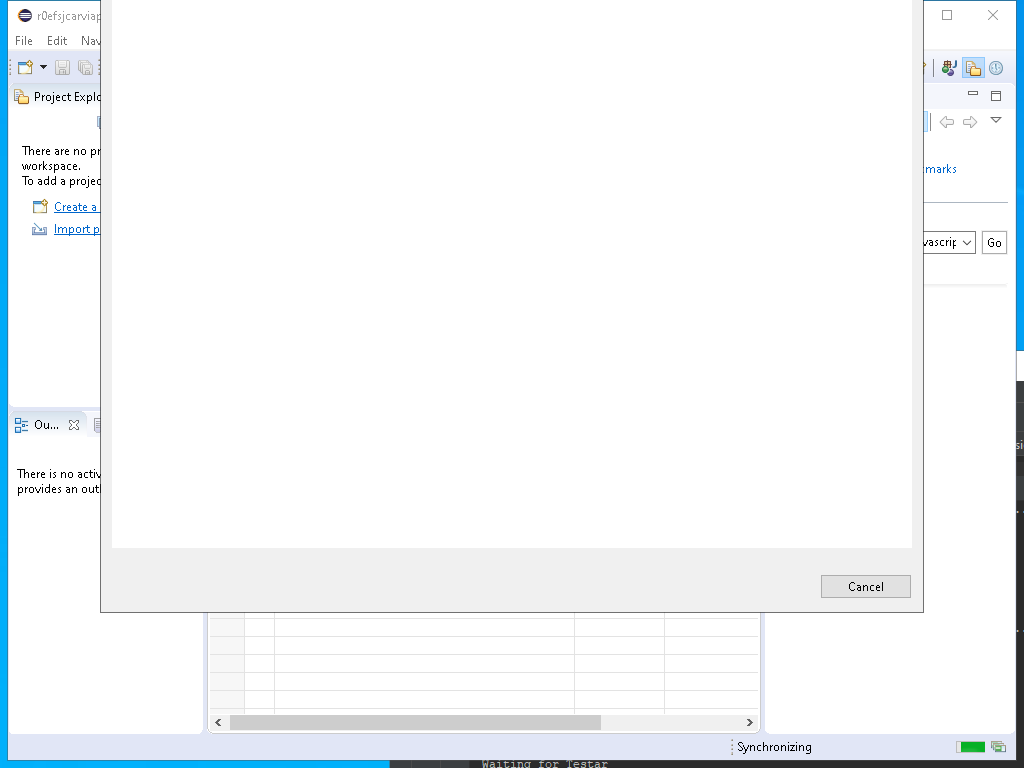 r0efsjcarviap
File Edit Nav
Project Explo
There are no pr
workspace.
To add a projec
Create a
Import p
marks
vascrip
Go
Ou...
There is no activ
provides an outl
Cancel
Synchronizing
Waiting for Testar